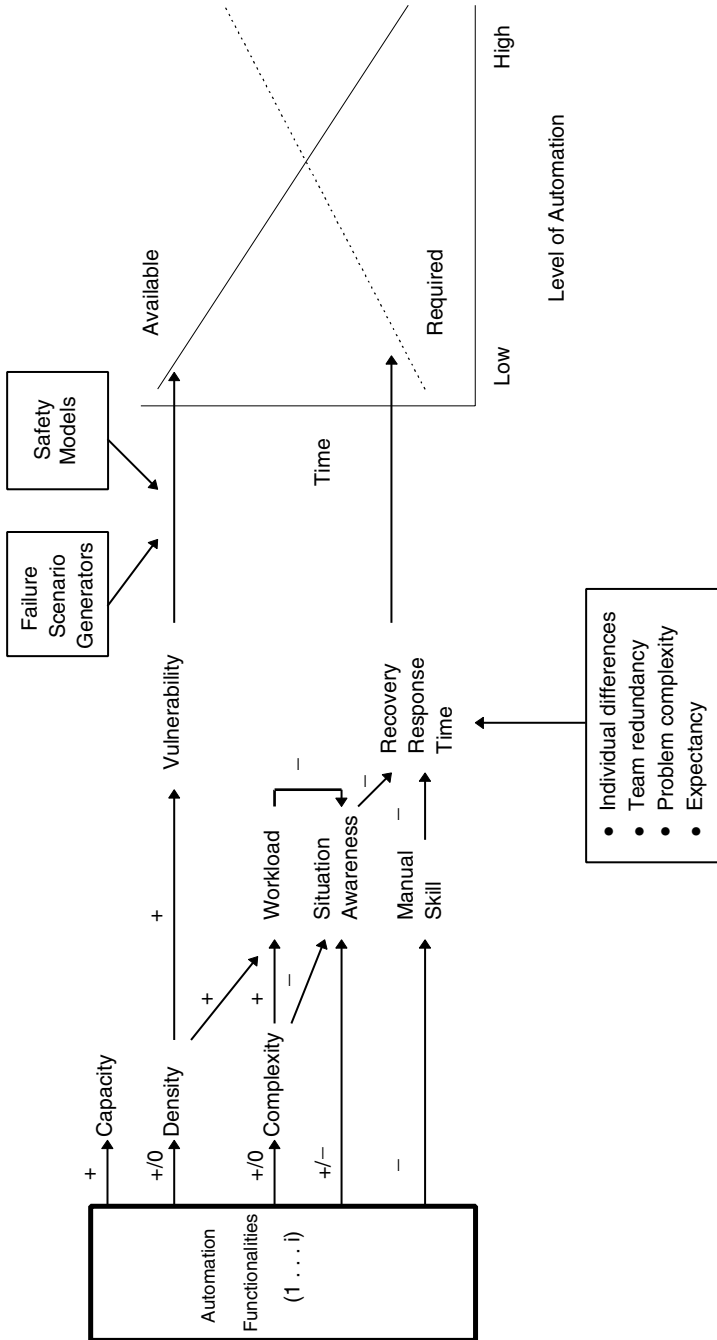 Automation
Functionalities
(1 . . . i)
+
+/0
+/0
+/−
−
Capacity
Density
Complexity
+
+
+
−
Workload
Situation
Awareness
Manual
Skill
−
−
−
Vulnerability
Recovery
Response
Time
Failure
Scenario
Generators
Safety
Models
• Individual differences
• Team redundancy
• Problem complexity
• Expectancy
Time
Available
Required
Low
High
Level of Automation